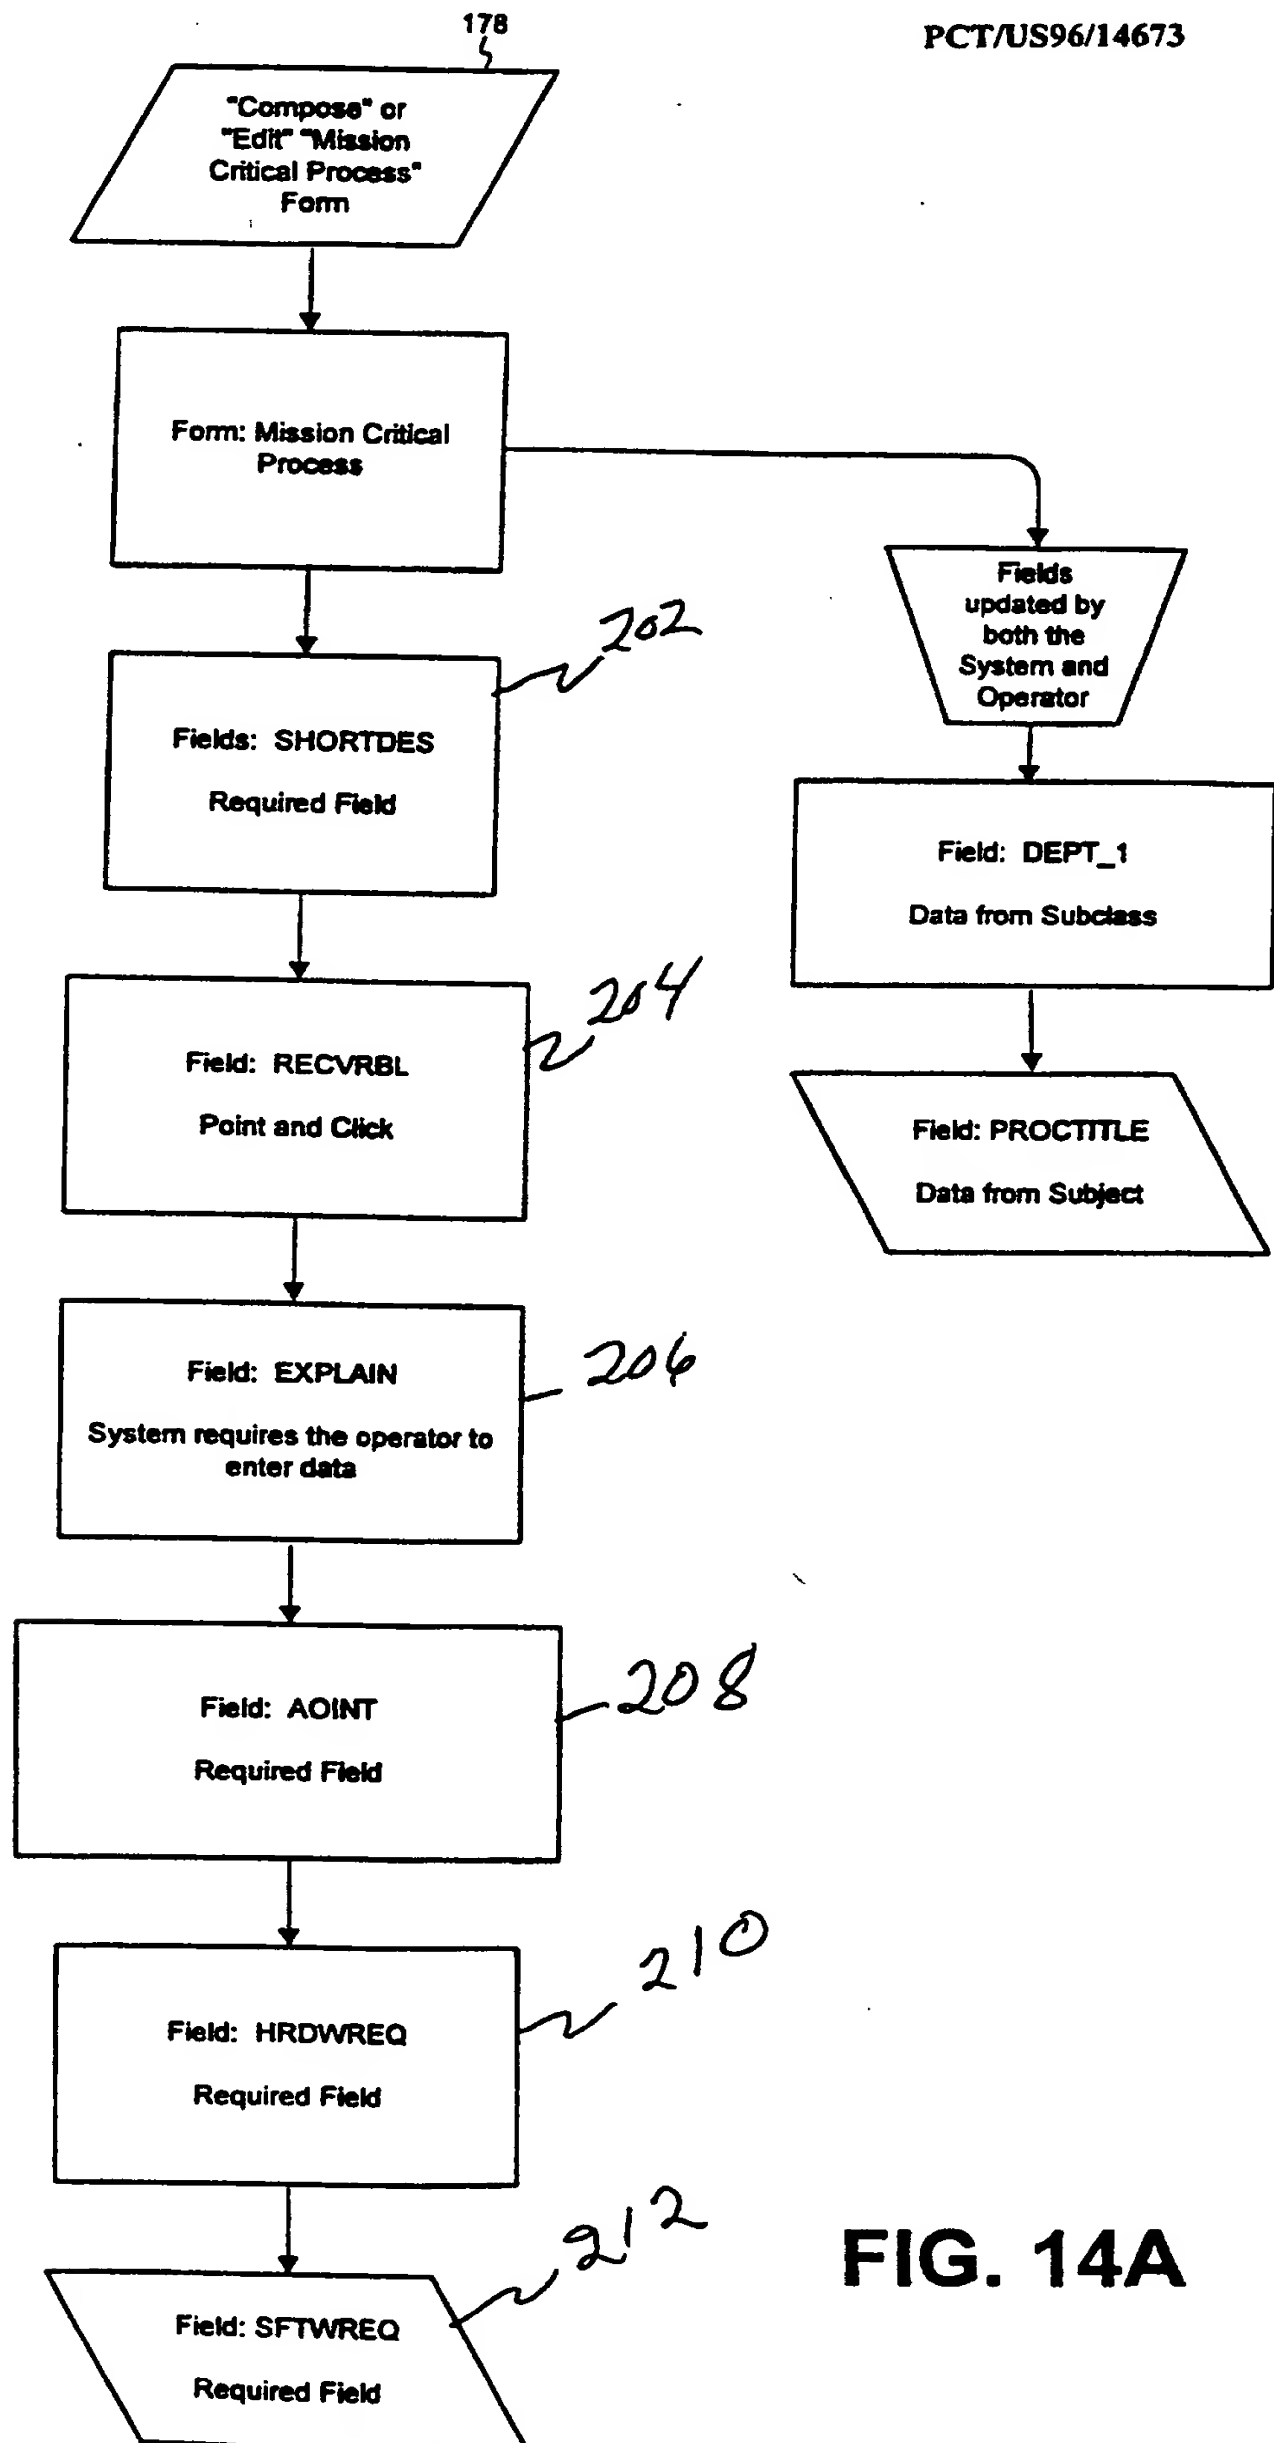 178
PCT/US96/14673
"Compose" or
"Edit" "Mission
Critical Process"
Form
Form: Mission Critical
Process
Fields
updated by
both the
System and
Operator
202
Fields: SHORTDES
Required Field
Field: DEPT_1
Data from Subclass
204
Field: RECVRBL
Point and Click
Field: PROCTITLE
Data from Subject
206
Field: EXPLAIN
System requires the operator to
enter data
208
Field: AOINT
Required Field
210
Field: HRDWREQ
Required Field
212
Field: SFTWREQ
Required Field
FIG. 14A